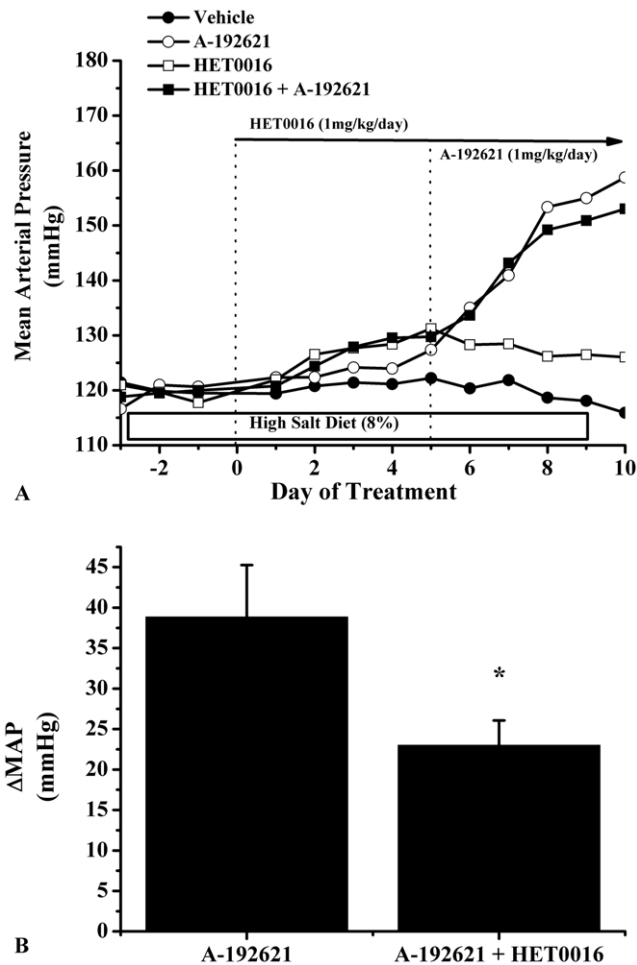 Vehicle
A-192621
HET0016
HET0016 + A-192621
180
170
160
150
140
130
120
110
Mean Arterial Pressure
(mmHg)
HET0016 (1mg/kg/day)
A-192621 (1mg/kg/day)
High Salt Diet (8%)
-2 0 2 4 6 8 10
A
Day of Treatment
45
40
35
30
25
20
15
10
5
0
ΔMAP
(mmHg)
*
B
A-192621 A-192621 + HET0016